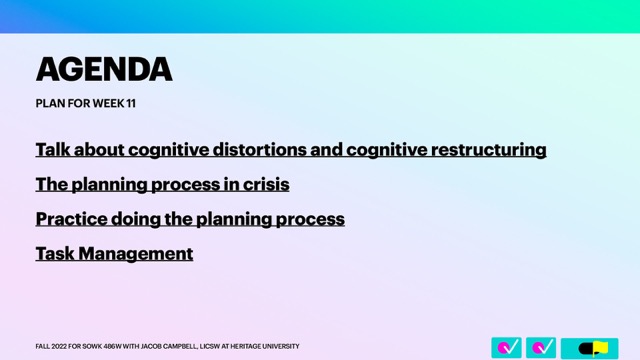 AGENDA
PLAN FOR WEEK 11
Talk about cognitive distortions and cognitive restructuring
The planning process in crisis
Practice doing the planning process
Task Management
FALL 2022 FOR SOWK 486W WITH JACOB CAMPBELL, LICSW AT HERITAGE UNIVERSITY